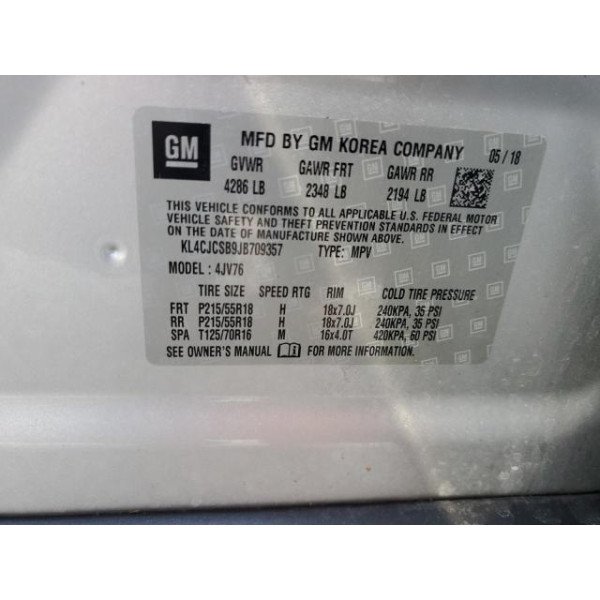 GM
MFD BY GM KOREA COMPANY 05 / 18
GVWR GAWR FRT GAWR RR
4286 LB 2348 LB 2194 LB
THIS VEHICLE CONFORMS TO ALL APPLICABLE U.S. FEDERAL MOTOR
VEHICLE SAFETY AND THEFT PREVENTION STANDARDS IN EFFECT
ON THE DATE OF MANUFACTURE SHOWN ABOVE.
KL4CJCSB9JB709357 TYPE: MPV
MODEL : 4JV76
TIRE SIZE SPEED RTG RIM COLD TIRE PRESSURE
FRT P215/55R18 H 18x7.0J 240KPA, 35 PSI
RR P215/55R18 H 18x7.0J 240KPA, 35 PSI
SPA T125/70R16 M 16x4.0T 420KPA, 60 PSI
SEE OWNER'S MANUAL FOR MORE INFORMATION.